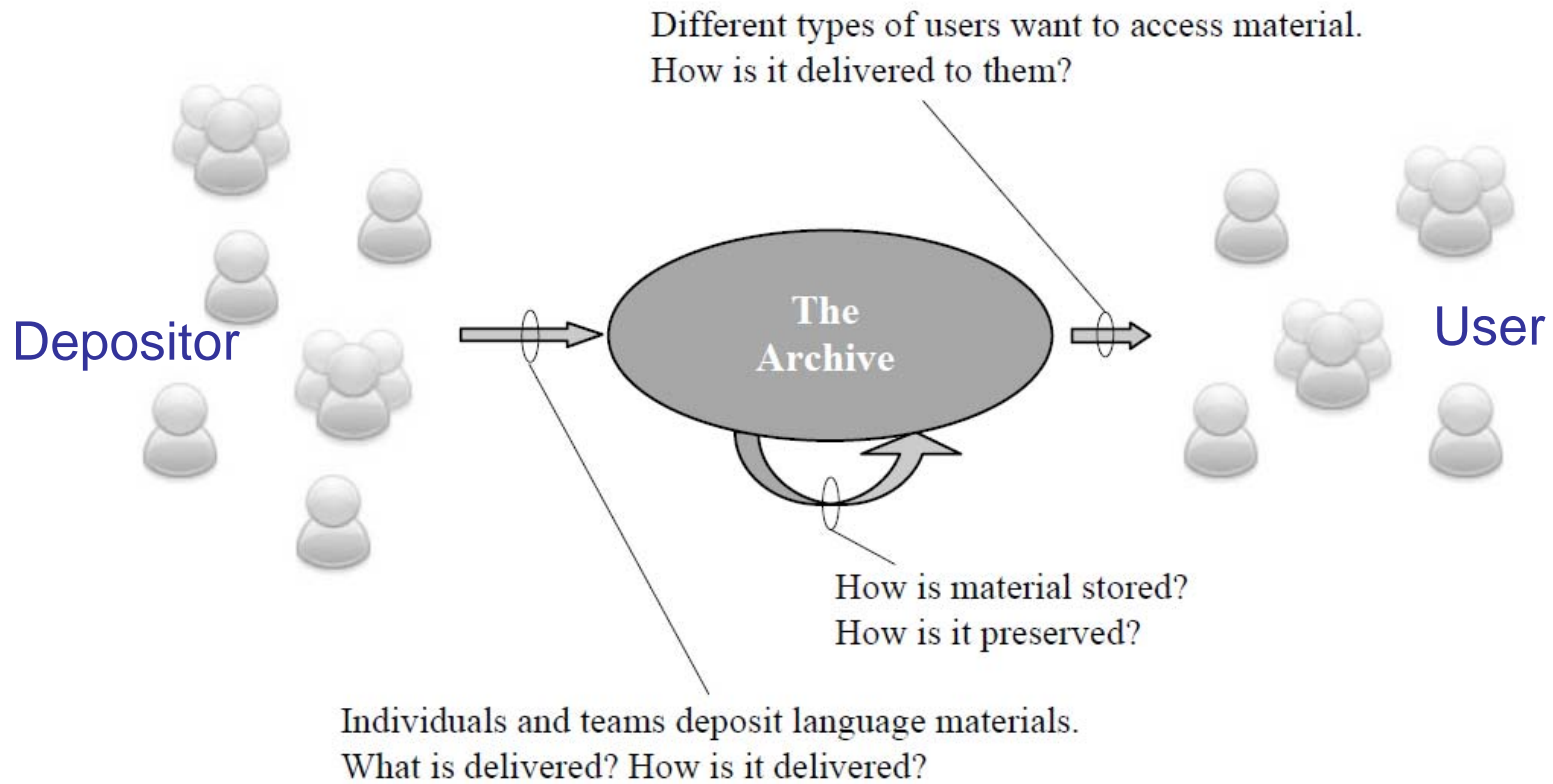 Different types of users want to access material.
How is it delivered to them?
Depositor
The
Archive
User
How is material stored?
How is it preserved?
Individuals and teams deposit language materials.
What is delivered? How is it delivered?